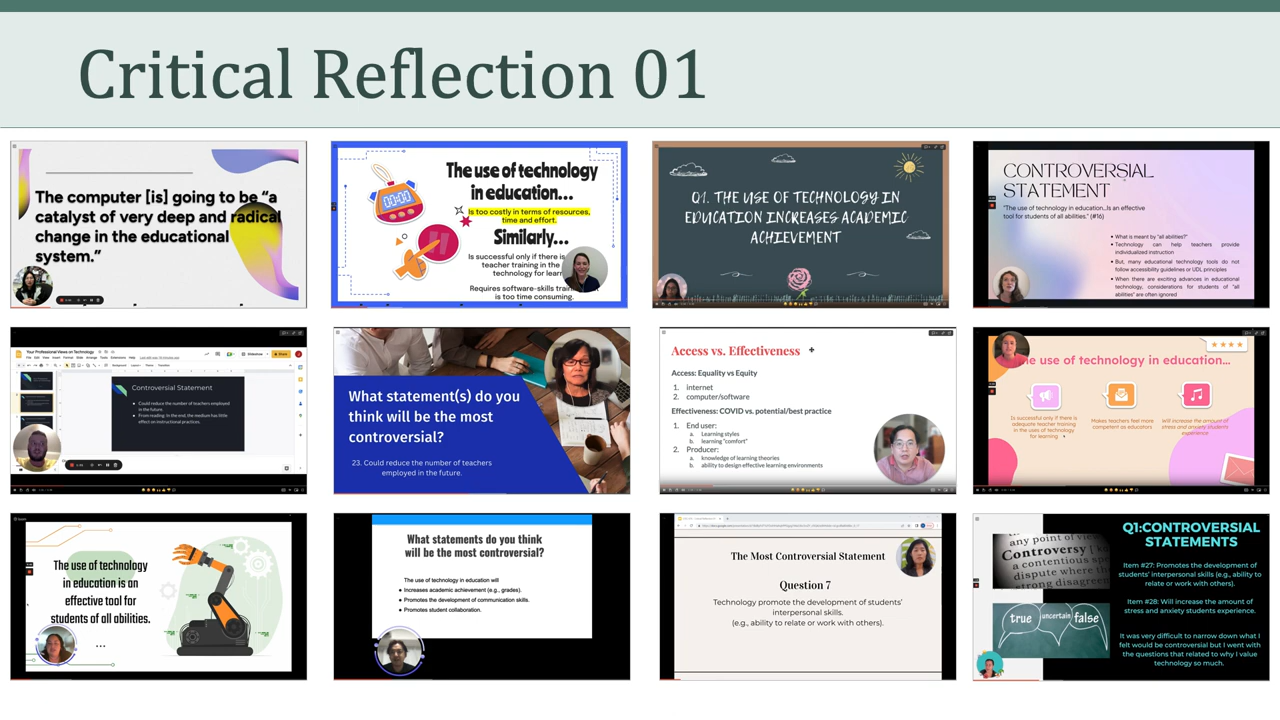 Critical Reflection 01
The computer [is] going to be “a
catalyst of very deep and radical
change in the educational
system.”
The use of technology
in education...
Is too costly in terms of resources,
time and effort.
Similarly...
Is successful only if there is
teacher training in the
technology for lear
Requires software-skills train
is too time consuming.
Q1. THE USE OF TECHNOLOGY IN
EDUCATION INCREASES ACADEMIC
ACHIEVEMENT
CONTROVERSIAL
STATEMENT
"The use of technology in education...Is an effective
tool for students of all abilities." (#16)
• What is meant by "all abilities?"
• Technology can help teachers provide
individualized instruction
• But, many educational technology tools do not
follow accessibility guidelines or UDL principles
• When there are exciting advances in educational
technology, considerations for students of "all
abilities" are often ignored
Your Professional Views on Technology
Controversial Statement
● Could reduce the number of teachers employed
in the future.
● From reading: In the end, the medium has little
effect on instructional practices.
What statement(s) do you
think will be the most
controversial?
23. Could reduce the number of teachers
employed in the future.
Access vs. Effectiveness
Access: Equality vs Equity
1. internet
2. computer/software
Effectiveness: COVID vs. potential/best practice
1. End user:
a. Learning styles
b. learning "comfort"
2. Producer:
a. knowledge of learning theories
b. ability to design effective learning environments
he use of technology in education...
Is successful only if there is
adequate teacher training
in the uses of technology
for learning
Makes teachers feel more
competent as educators
Will increase the amount of
stress and anxiety students
experience
The use of technology
in education is an
effective tool for
students of all abilities.
...
What statements do you think
will be the most controversial?
The use of technology in education will
● Increases academic achievement (e.g., grades).
● Promotes the development of communication skills.
● Promotes student collaboration.
The Most Controversial Statement
Question 7
Technology promote the development of students’
interpersonal skills.
(e.g., ability to relate or work with others).
any point of view
Controversy
a contentious
dispute where
strong disagreem
true uncertain false
Q1:CONTROVERSIAL
STATEMENTS
Item #27: Promotes the development of
students’ interpersonal skills (e.g., ability to
relate or work with others).
Item #28: Will increase the amount of
stress and anxiety students experience.
It was very difficult to narrow down what I
felt would be controversial but I went with
the questions that related to why I value
technology so much.